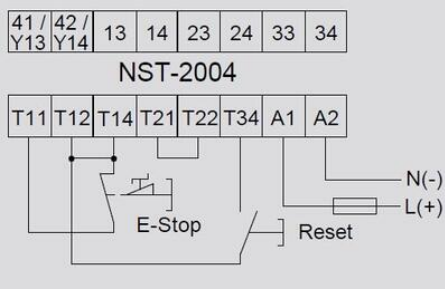 41 / 42 / 13 14 23 24 33 34
Y13 Y14
NST-2004
T11 T12 T14 T21 T22 T34 A1 A2
N(-)
L(+)
E-Stop
Reset